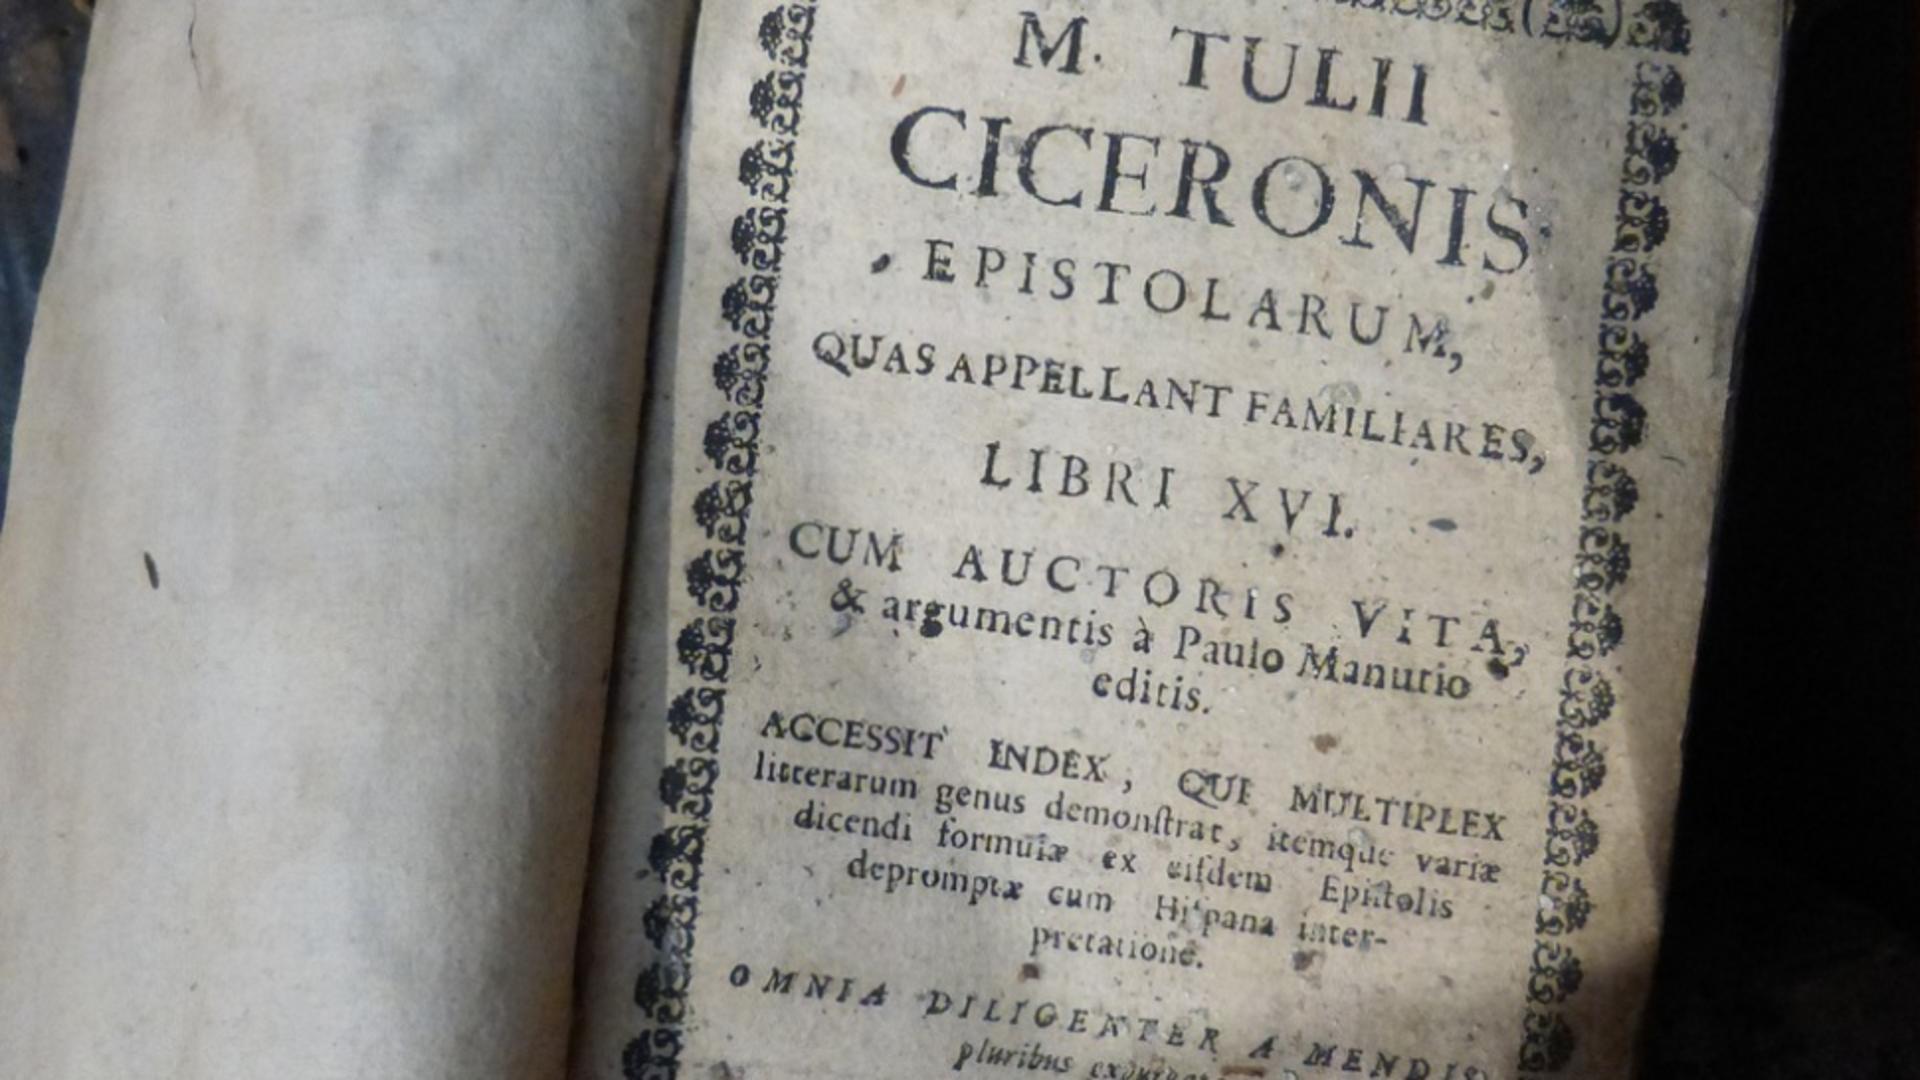 M. TULII
CICERONIS
EPISTOLARUM,
QUAS APPELLANT FAMILIARES,
LIBRI XVI.
CUM AUCTORIS VITA,
& argumentis à Paulo Manutio
editis.
ACCESSIT INDEX, QUI MULTIPLEX
litterarum genus demonſtrat, itemque variæ
dicendi formulæ ex eiſdem Epiſtolis
depromptæ cum Hiſpana inter-
pretatione.
OMNIA DILIGENTER A MENDIS
pluribus